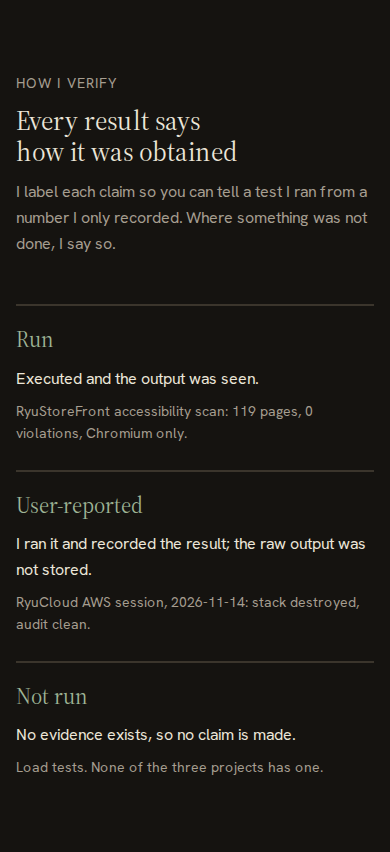 HOW I VERIFY
Every result says
how it was obtained
I label each claim so you can tell a test I ran from a
number I only recorded. Where something was not
done, I say so.
Run
Executed and the output was seen.
RyuStoreFront accessibility scan: 119 pages, 0
violations, Chromium only.
User-reported
I ran it and recorded the result; the raw output was
not stored.
RyuCloud AWS session, 2026-11-14: stack destroyed,
audit clean.
Not run
No evidence exists, so no claim is made.
Load tests. None of the three projects has one.